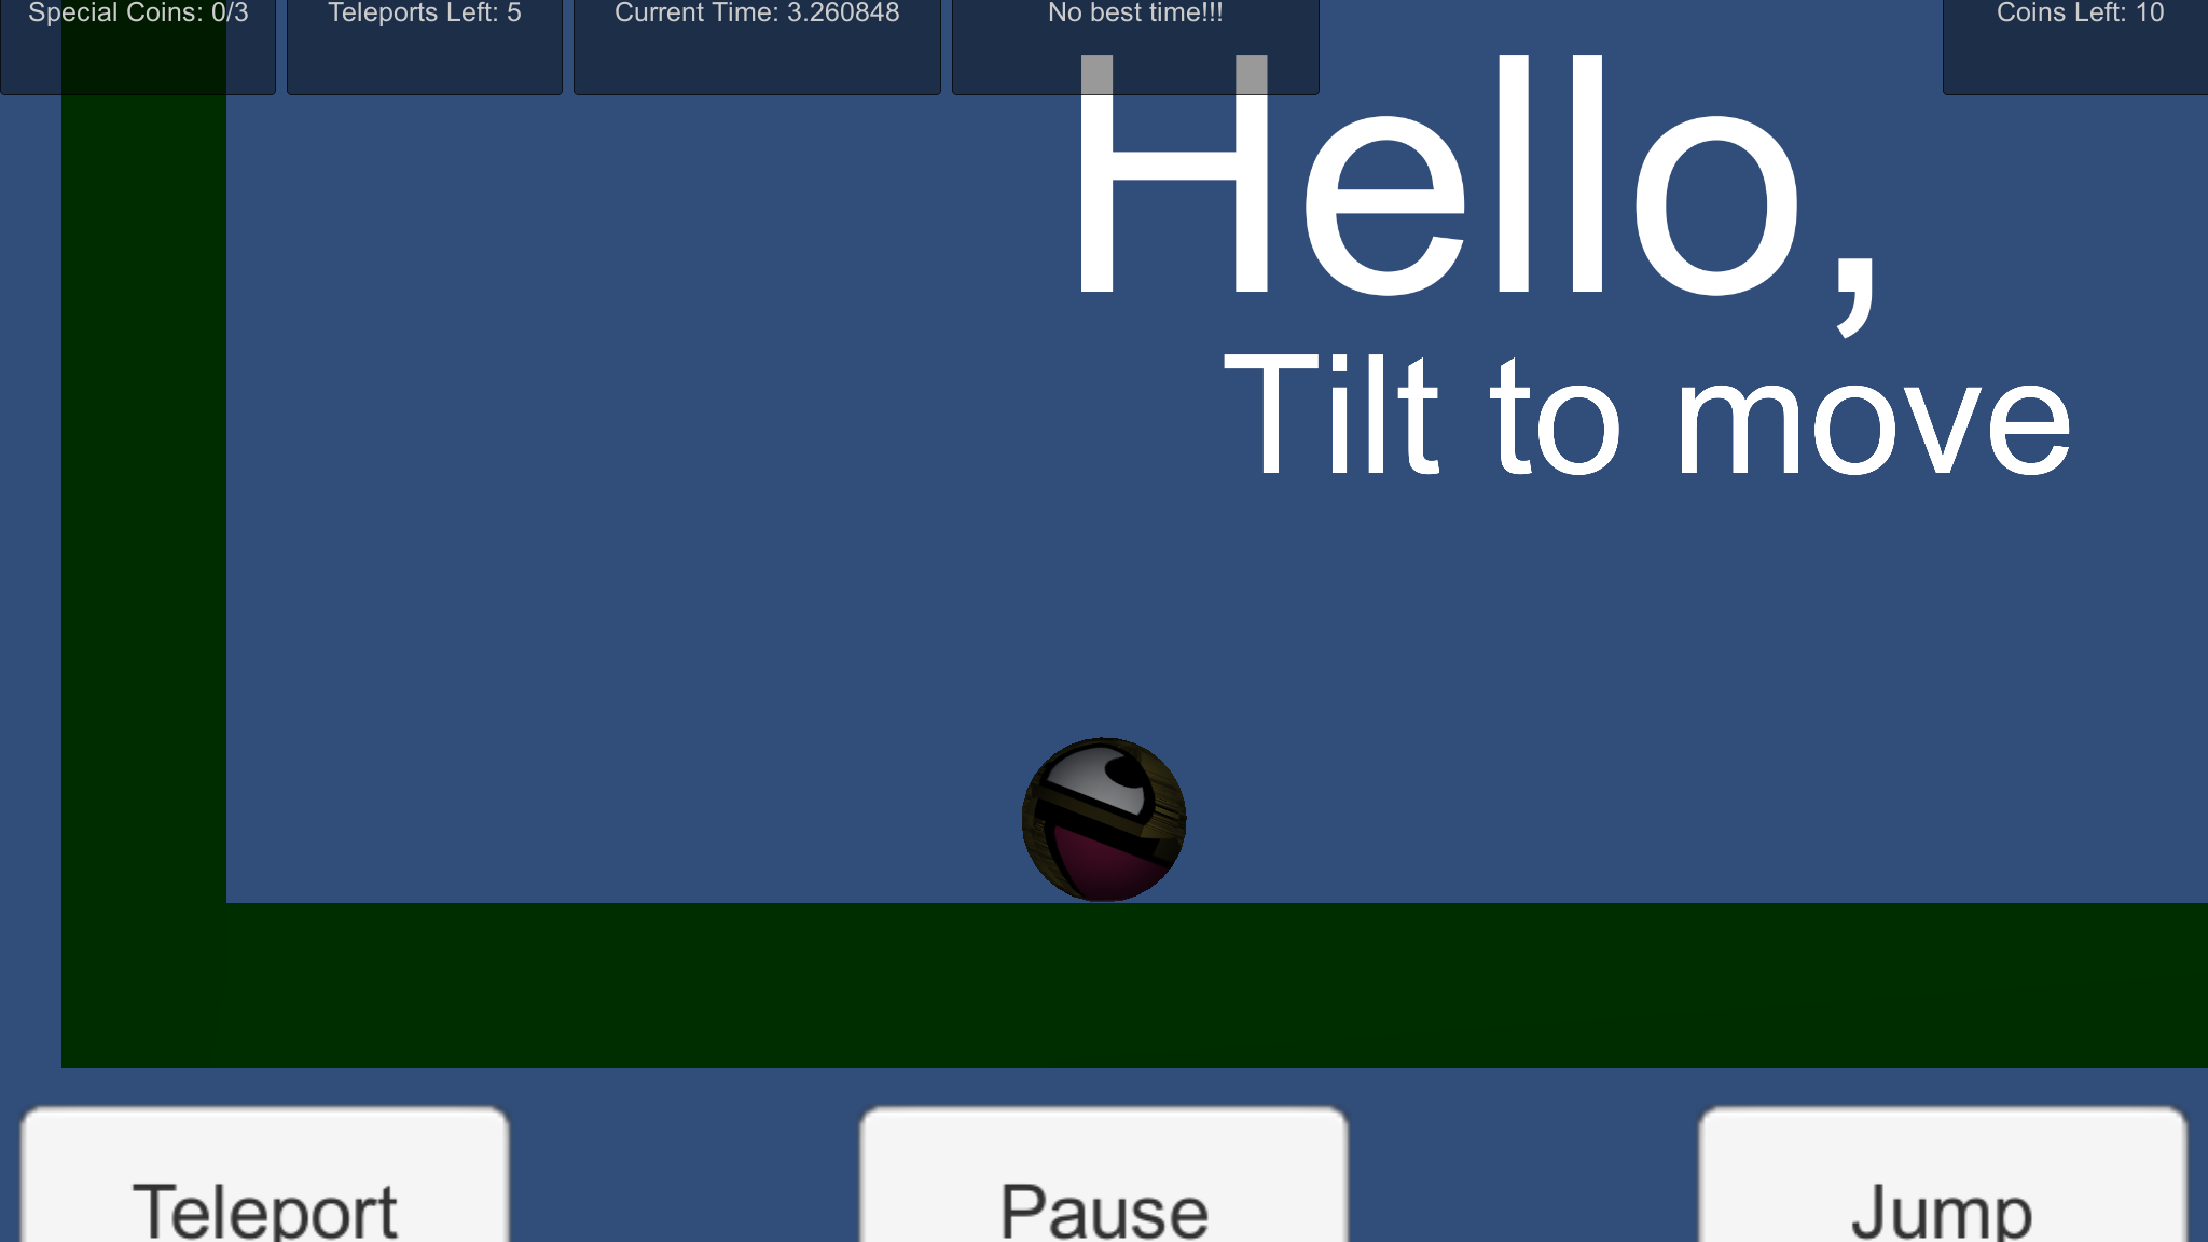 Special Coins: 0/3
Teleports Left: 5
Current Time: 3.260848
No best time!!!
Coins Left: 10
Hello,
Tilt to move
Teleport
Pause
Jump